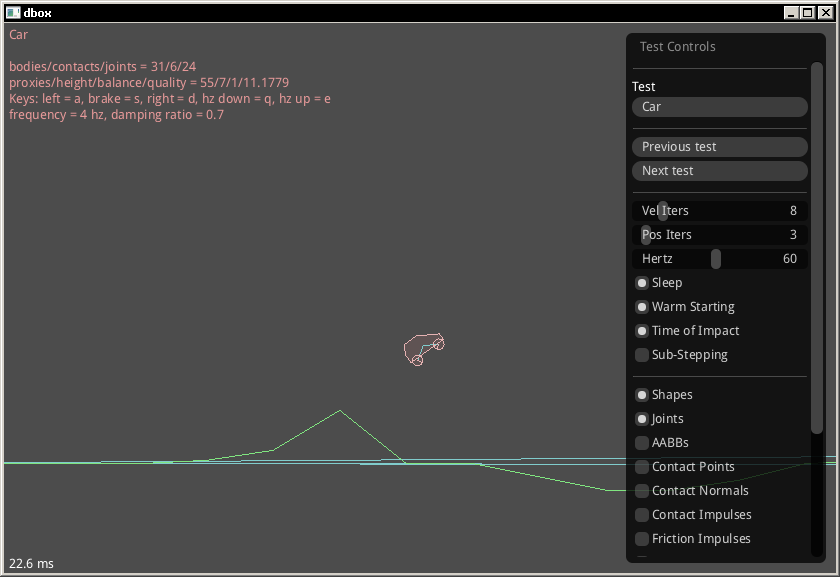 dbox
Car
bodies/contacts/joints = 31/6/24
proxies/height/balance/quality = 55/7/1/11.1779
Keys: left = a, brake = s, right = d, hz down = q, hz up = e
frequency = 4 hz, damping ratio = 0.7
Test Controls
Test
Car
Previous test
Next test
Vel Iters 8
Pos Iters 3
Hertz 60
Sleep
Warm Starting
Time of Impact
Sub-Stepping
Shapes
Joints
AABBs
Contact Points
Contact Normals
Contact Impulses
Friction Impulses
22.6 ms